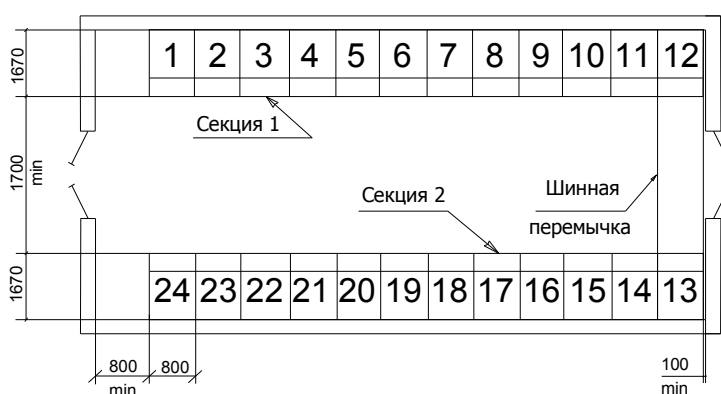 1670
1 2 3 4 5 6 7 8 9 10 11 12
Секция 1
1700
min
Секция 2
Шинная
перемычка
1670
24 23 22 21 20 19 18 17 16 15 14 13
800
min
800
100
min